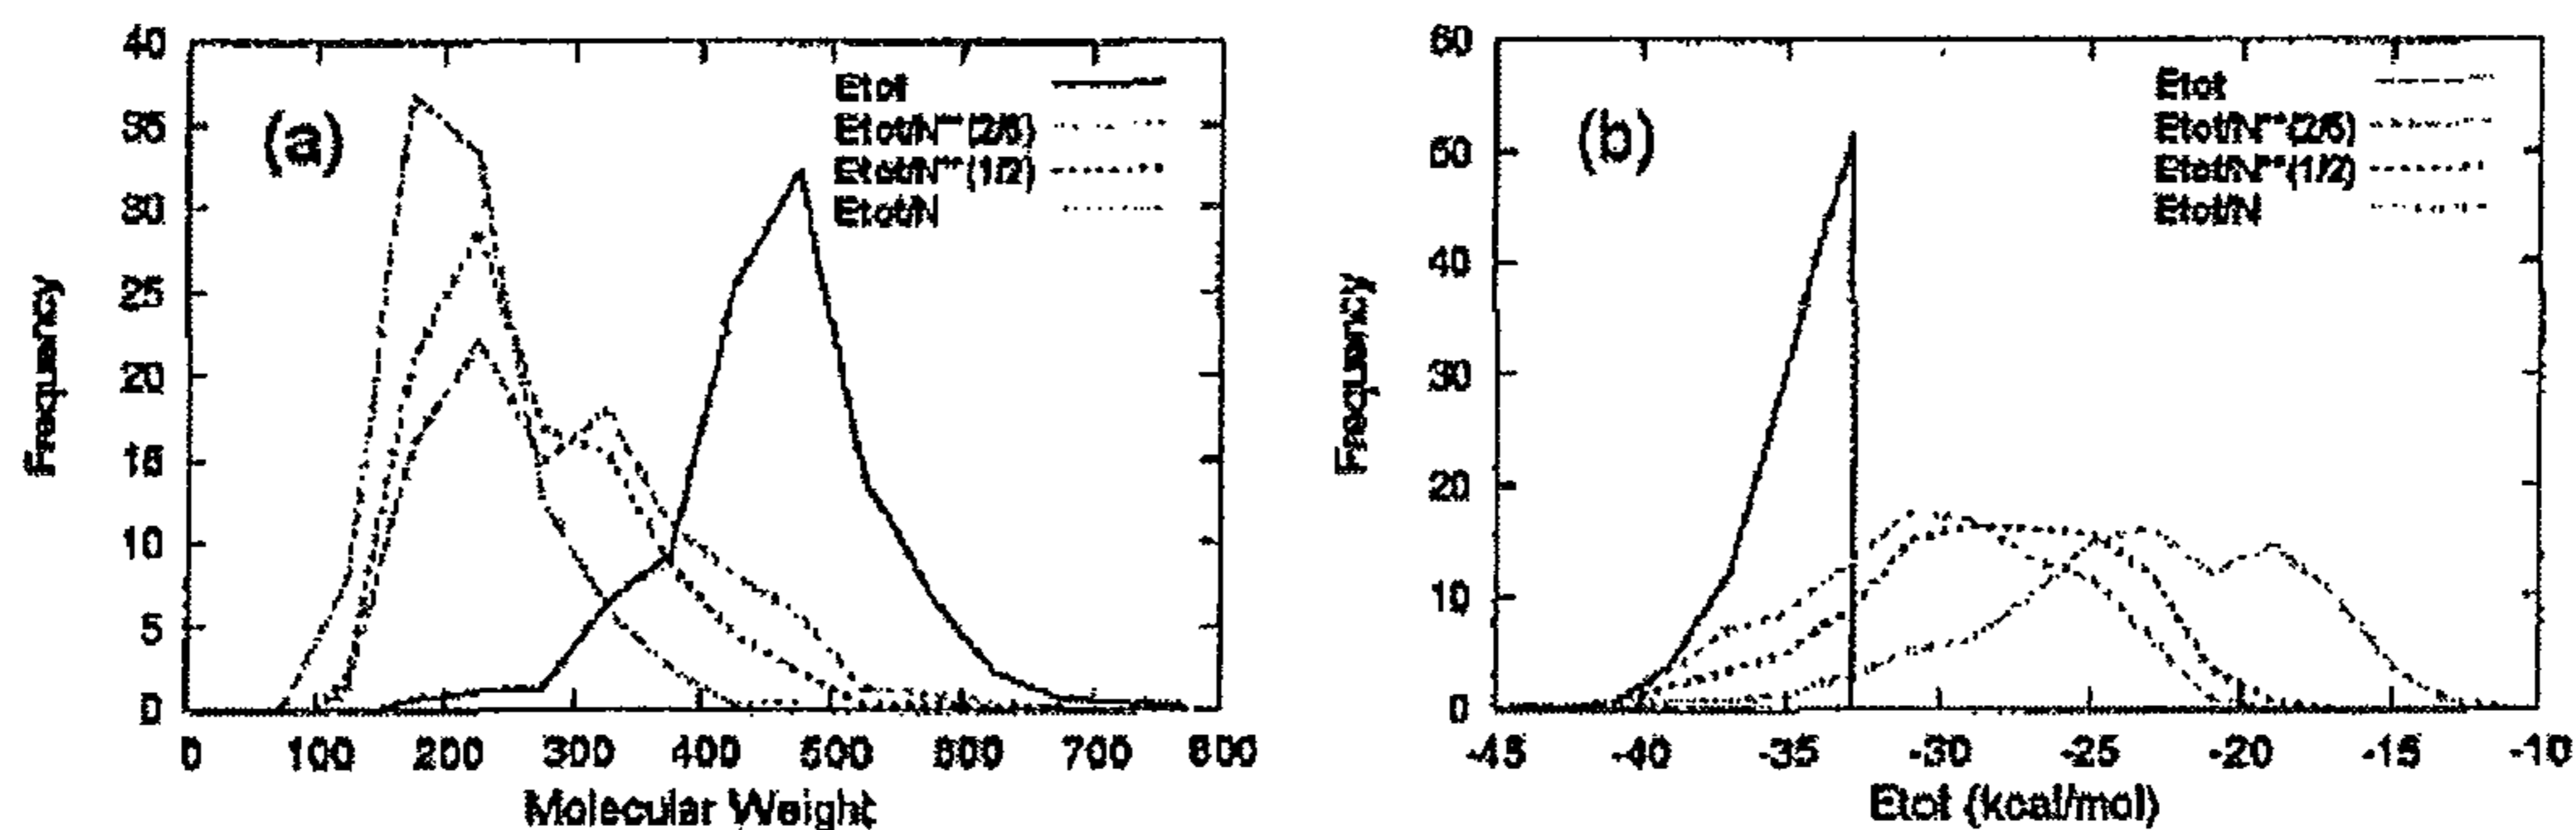 (a)
Frequency
40
35
30
25
20
15
10
5
0
0 100 200 300 400 500 600 700 800
Molecular Weight
Etot
Etot/N**(2/5)
Etot/N**(1/2)
Etot/N
(b)
Frequency
60
50
40
30
20
10
0
-45 -40 -35 -30 -25 -20 -15 -10
Etot (kcal/mol)
Etot
Etot/N**(2/5)
Etot/N**(1/2)
Etot/N